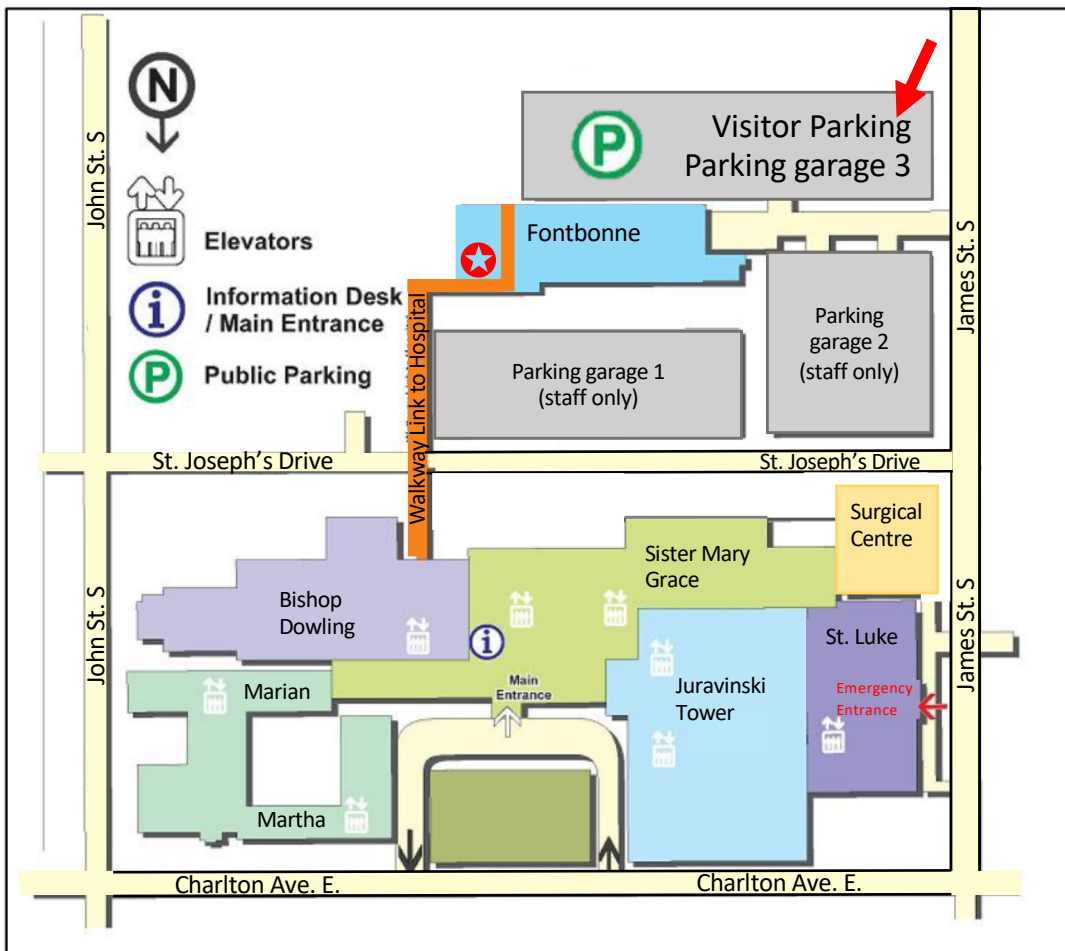 N
John St. S
Elevators
i
Information Desk
/ Main Entrance
P
Public Parking
P
Visitor Parking
Parking garage 3
Fontbonne
Walkway Link to Hospital
James St. S
Parking garage 1
(staff only)
Parking
garage 2
(staff only)
St. Joseph’s Drive
St. Joseph’s Drive
Surgical
Centre
Sister Mary
Grace
Bishop
Dowling
i
Main
Entrance
St. Luke
Emergency
Entrance
Juravinski
Tower
Marian
Martha
John St. S
James St. S
Charlton Ave. E.
Charlton Ave. E.